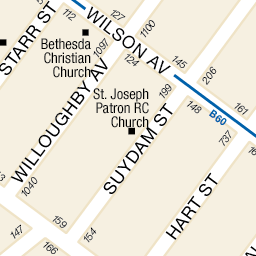 WILSON AV
127
1100
Bethesda
Christian
Church
1097
STARR ST
124
145
206
St. Joseph
Patron RC
Church
199
148
B60
161
WILLOUGHBY AV
SUYDAM ST
737
HART ST
1040
159
147
166
154